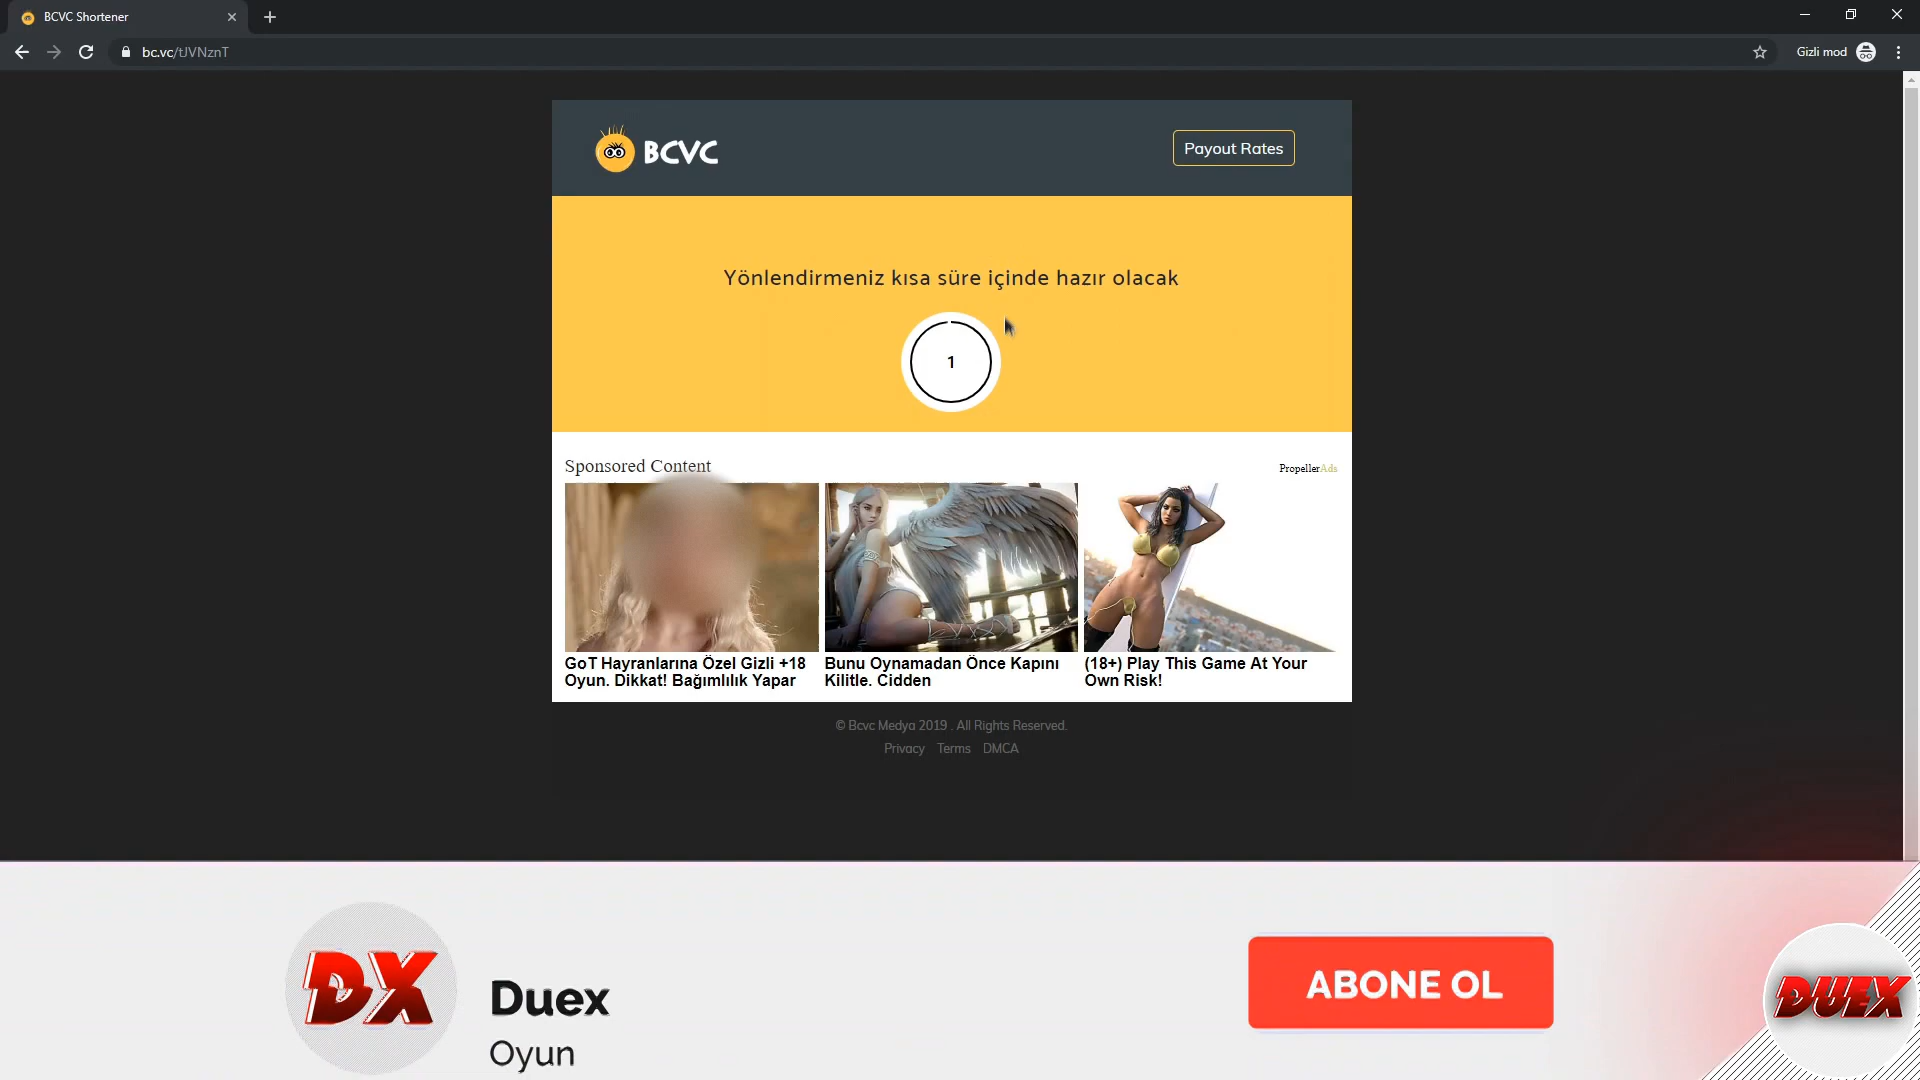 BCVC Shortener
bc.vc/tJVNznT
Gizli mod
BCVC
Payout Rates
Yönlendirmeniz kısa süre içinde hazır olacak
1
Sponsored Content
PropellerAds
GoT Hayranlarına Özel Gizli +18
Oyun. Dikkat! Bağımlılık Yapar
Bunu Oynamadan Önce Kapını
Kilitle. Cidden
(18+) Play This Game At Your
Own Risk!
© Bcvc Medya 2019 . All Rights Reserved.
Privacy Terms DMCA
DX
Duex
Oyun
ABONE OL
DUEX